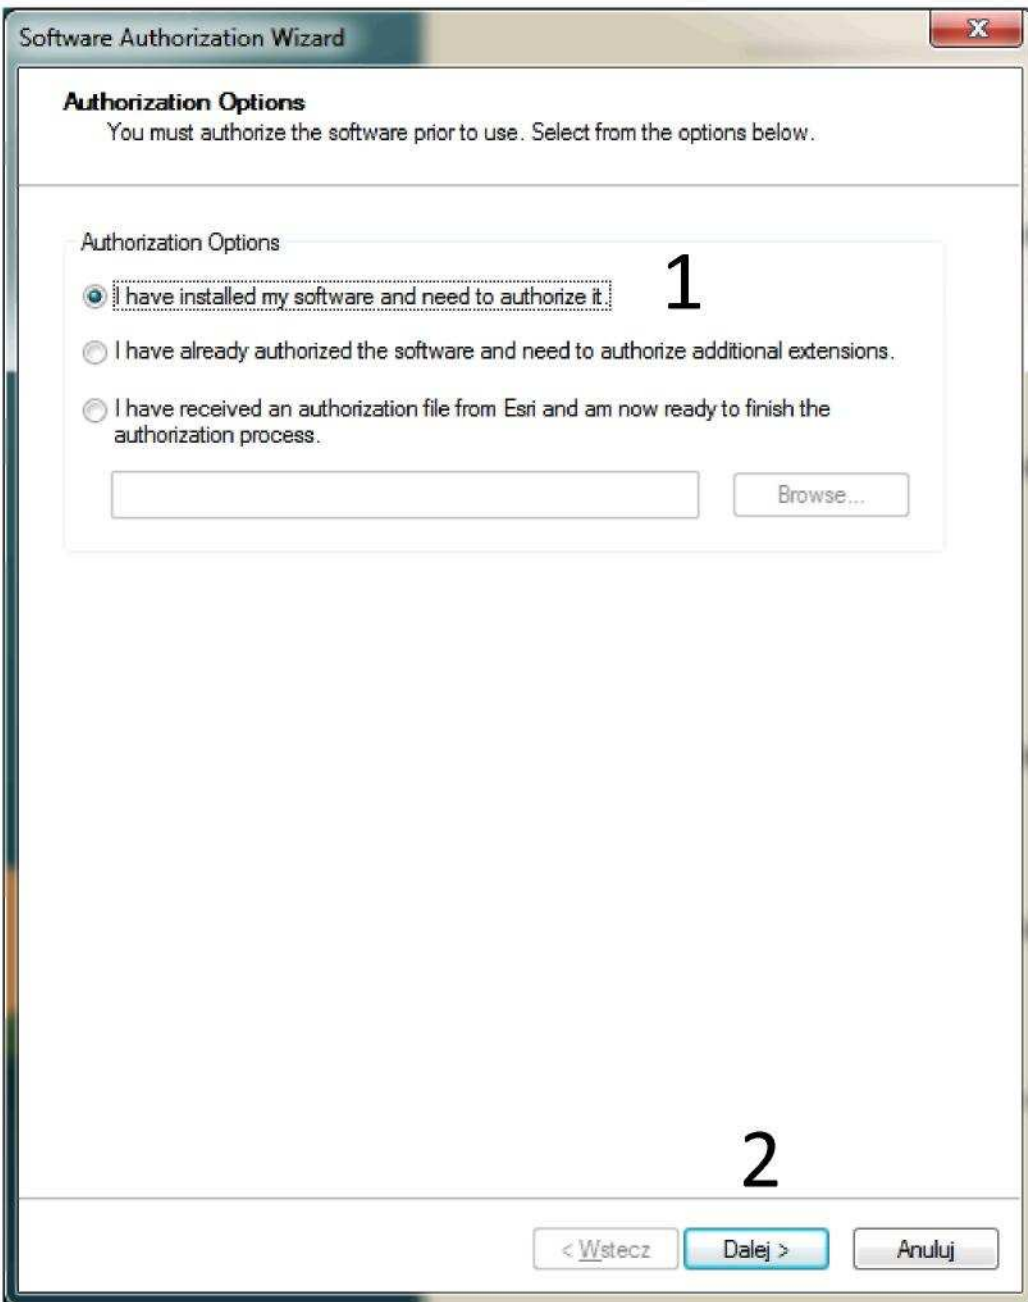 Software Authorization Wizard
X
Authorization Options
You must authorize the software prior to use. Select from the options below.
Authorization Options
1
I have installed my software and need to authorize it.
I have already authorized the software and need to authorize additional extensions.
I have received an authorization file from Esri and am now ready to finish the
authorization process.
Browse...
2
< Wstecz
Dalej >
Anuluj